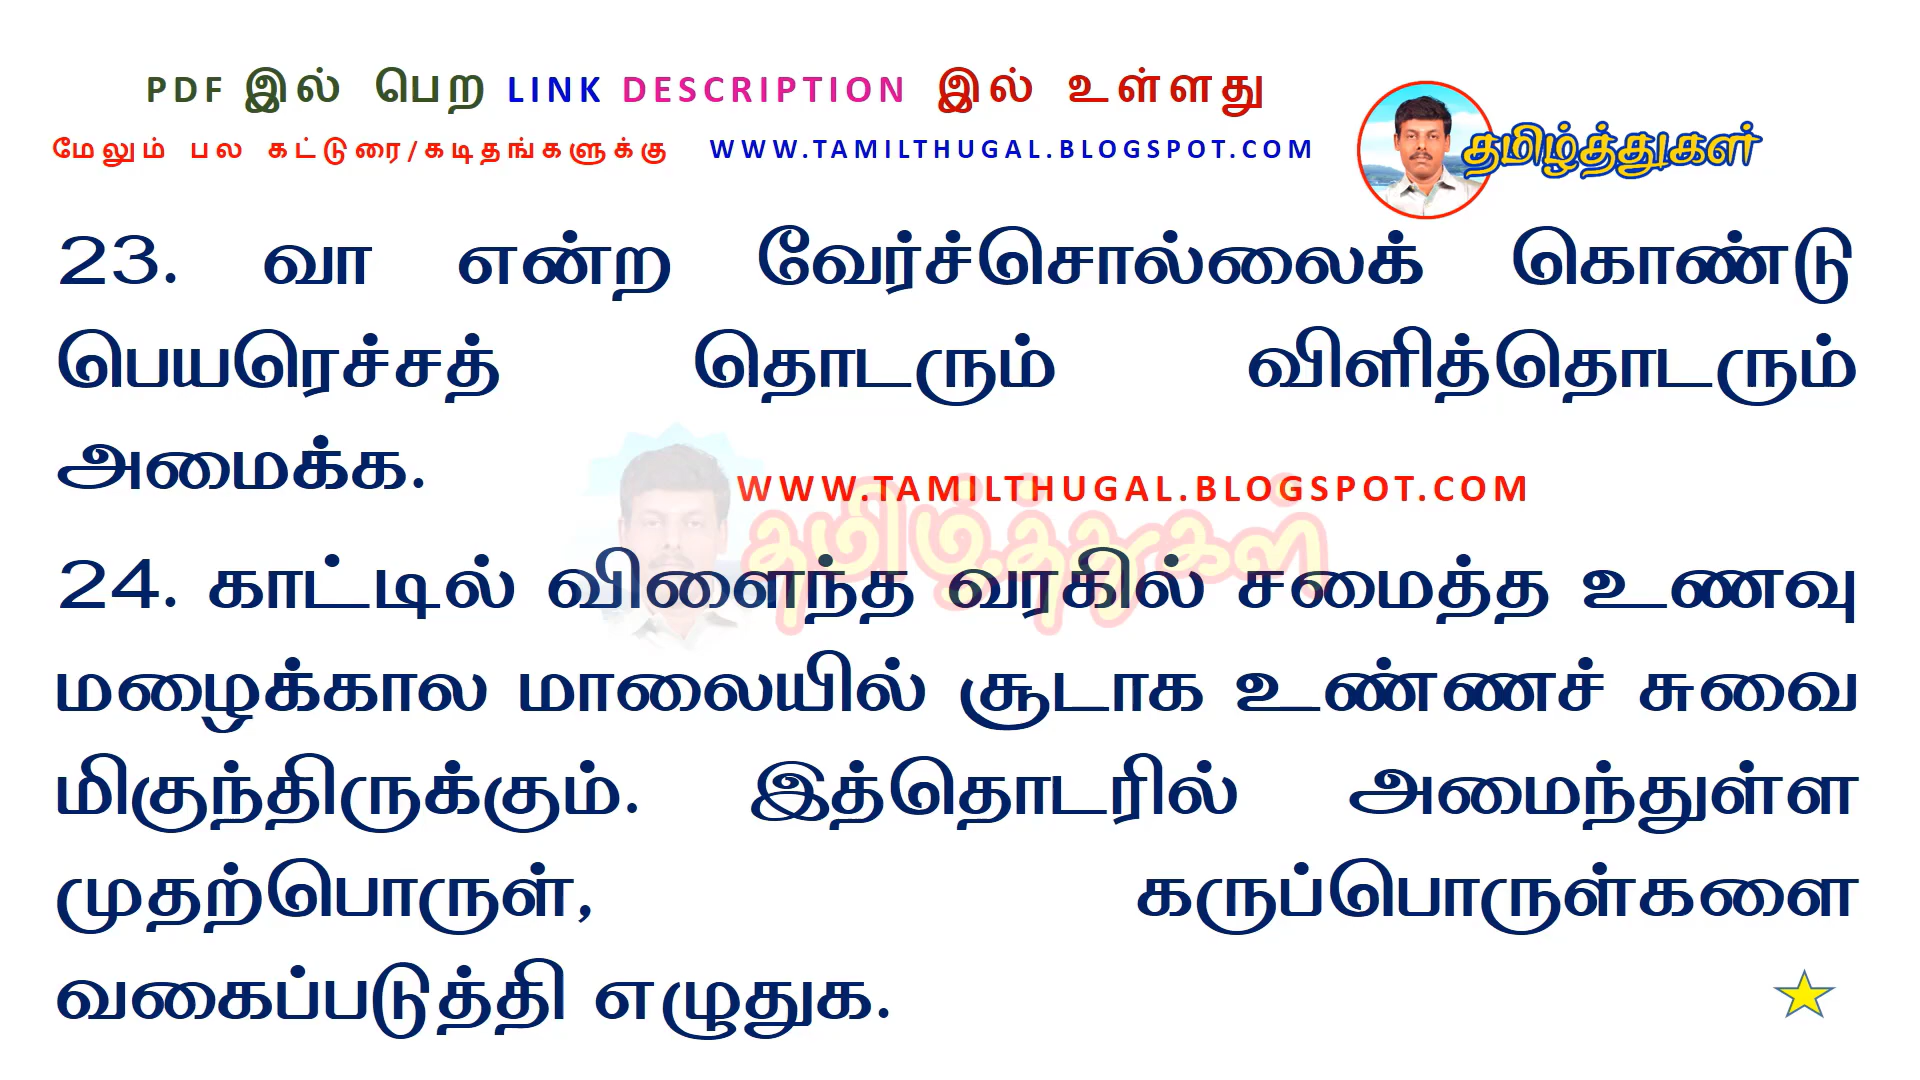 PDF இல் பெற LINK DESCRIPTION இல் உள்ளது
மேலும் பல கட்டுரை/கடிதங்களுக்கு WWW.TAMILTHUGAL.BLOGSPOT.COM
தமிழ்த்துகள்
23. வா என்ற வேர்ச்சொல்லைக் கொண்டு
பெயரெச்சத் தொடரும் விளித்தொடரும்
அமைக்க.
WWW.TAMILTHUGAL.BLOGSPOT.COM
தமிழ்த்துகள்
24. காட்டில் விளைந்த வரகில் சமைத்த உணவு
மழைக்கால மாலையில் சூடாக உண்ணச் சுவை
மிகுந்திருக்கும். இத்தொடரில் அமைந்துள்ள
முதற்பொருள், கருப்பொருள்களை
வகைப்படுத்தி எழுதுக.